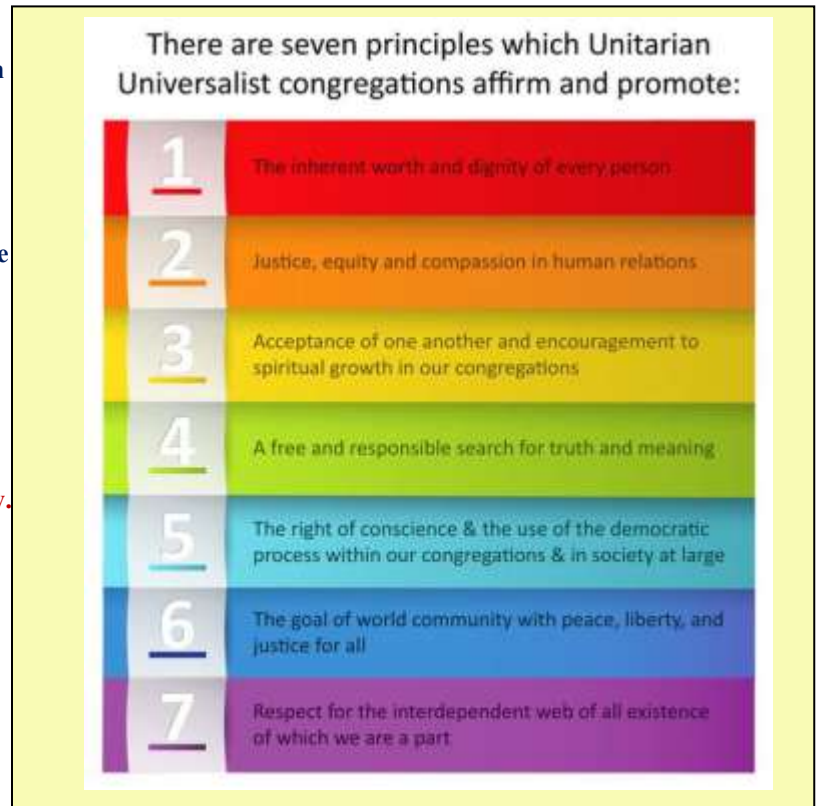 There are seven principles which Unitarian
Universalist congregations affirm and promote:
1
The inherent worth and dignity of every person
2
Justice, equity and compassion in human relations
3
Acceptance of one another and encouragement to
spiritual growth in our congregations
4
A free and responsible search for truth and meaning
5
The right of conscience & the use of the democratic
process within our congregations & in society at large
6
The goal of world community with peace, liberty, and
justice for all
7
Respect for the interdependent web of all existence
of which we are a part